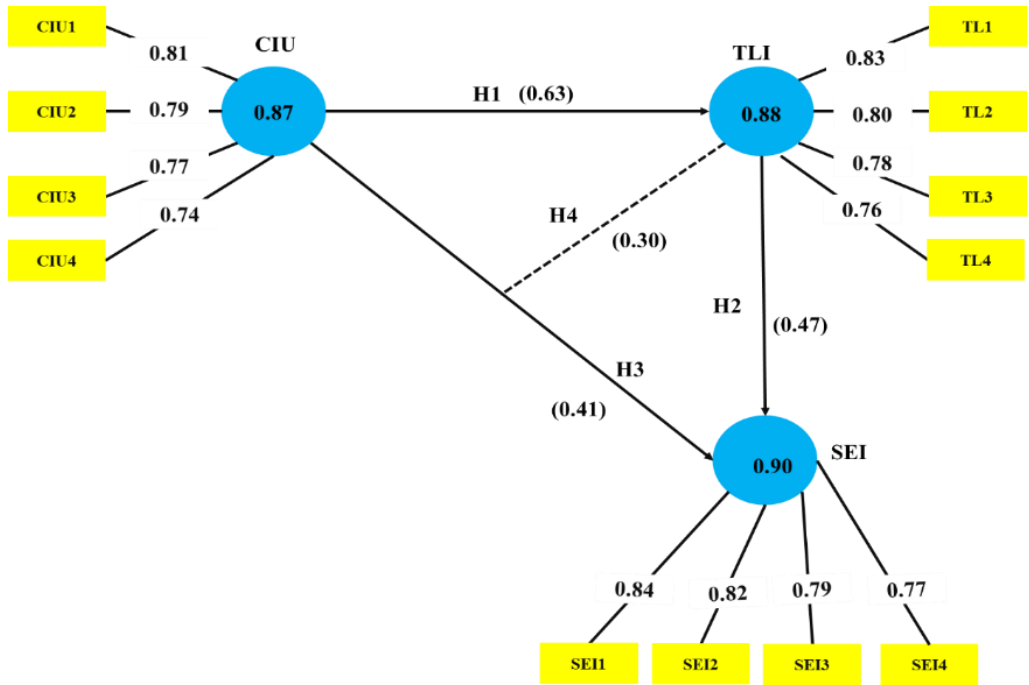 CIU1
CIU
TLI
TL1
0.81
0.83
CIU2
0.79
0.87
H1 (0.63)
0.88
0.80
TL2
0.77
0.78
CIU3
TL3
0.74
H4
0.76
CIU4
(0.30)
TL4
H2
(0.47)
H3
(0.41)
0.90
SEI
0.84
0.82
0.79
0.77
SEI1
SEI2
SEI3
SEI4